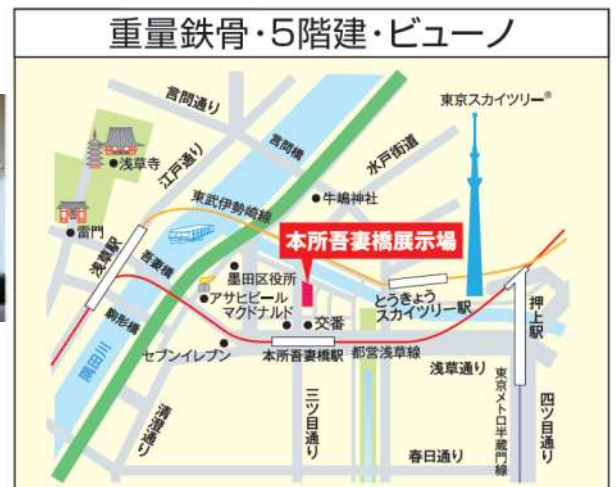 重量鉄骨・5階建・ビューノ
言問通り
東京スカイツリー®
言問橋
水戸街道
江戸通り
浅草寺
東武伊勢崎線
牛嶋神社
雷門
浅草駅
吾妻橋
本所吾妻橋展示場
墨田区役所
アサヒビール
マクドナルド
交番
とうきょう
スカイツリー駅
押上駅
駒形橋
セブンイレブン
本所吾妻橋駅
都営浅草線
浅草通り
隅田川
清澄通り
三ツ目通り
東京メトロ半蔵門線
四ツ目通り
春日通り